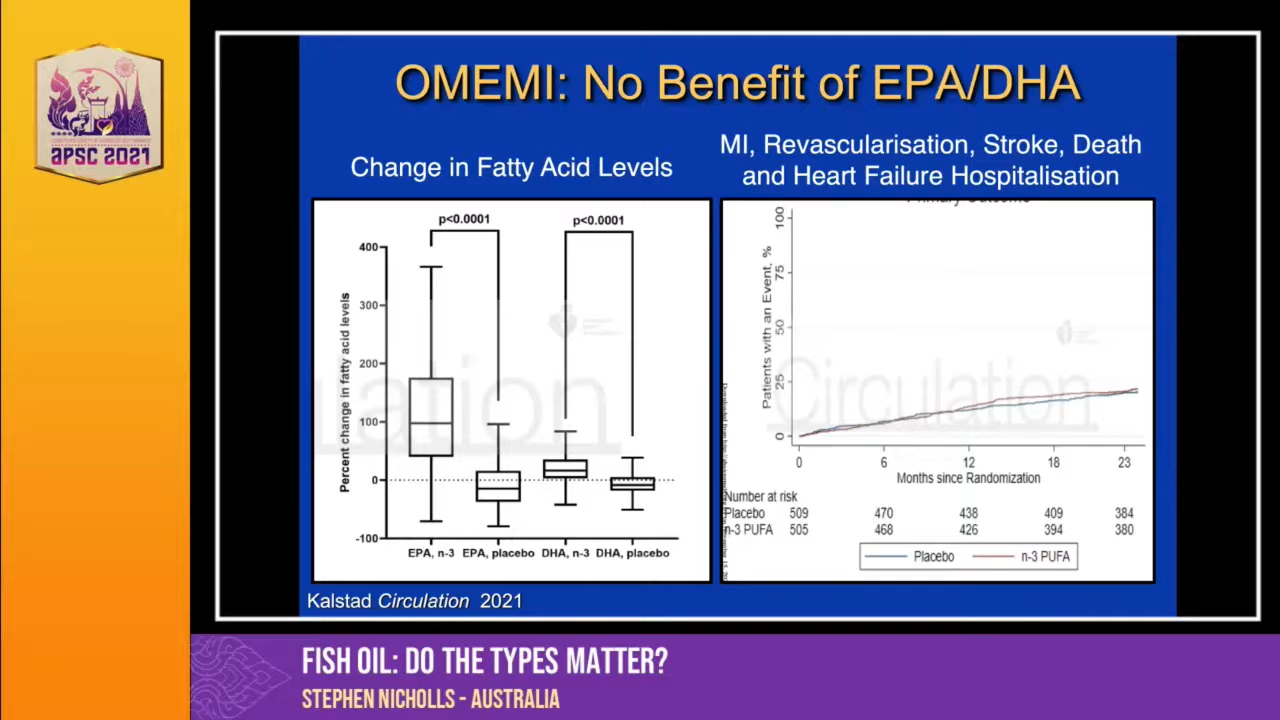 APSC 2021
OMEMI: No Benefit of EPA/DHA
Change in Fatty Acid Levels
MI, Revascularisation, Stroke, Death
and Heart Failure Hospitalisation
p<0.0001
p<0.0001
Percent change in fatty acid levels
400
300
200
100
0
-100
EPA, n-3
EPA, placebo
DHA, n-3
DHA, placebo
ation
Primary Outcome
Patients with an Event, %
100
75
50
25
0
Circulation
0
6
12
18
23
Months since Randomization
Number at risk
Placebo 509 470 438 409 384
n-3 PUFA 505 468 426 394 380
Placebo
n-3 PUFA
Kalstad Circulation 2021
FISH OIL: DO THE TYPES MATTER?
STEPHEN NICHOLLS - AUSTRALIA